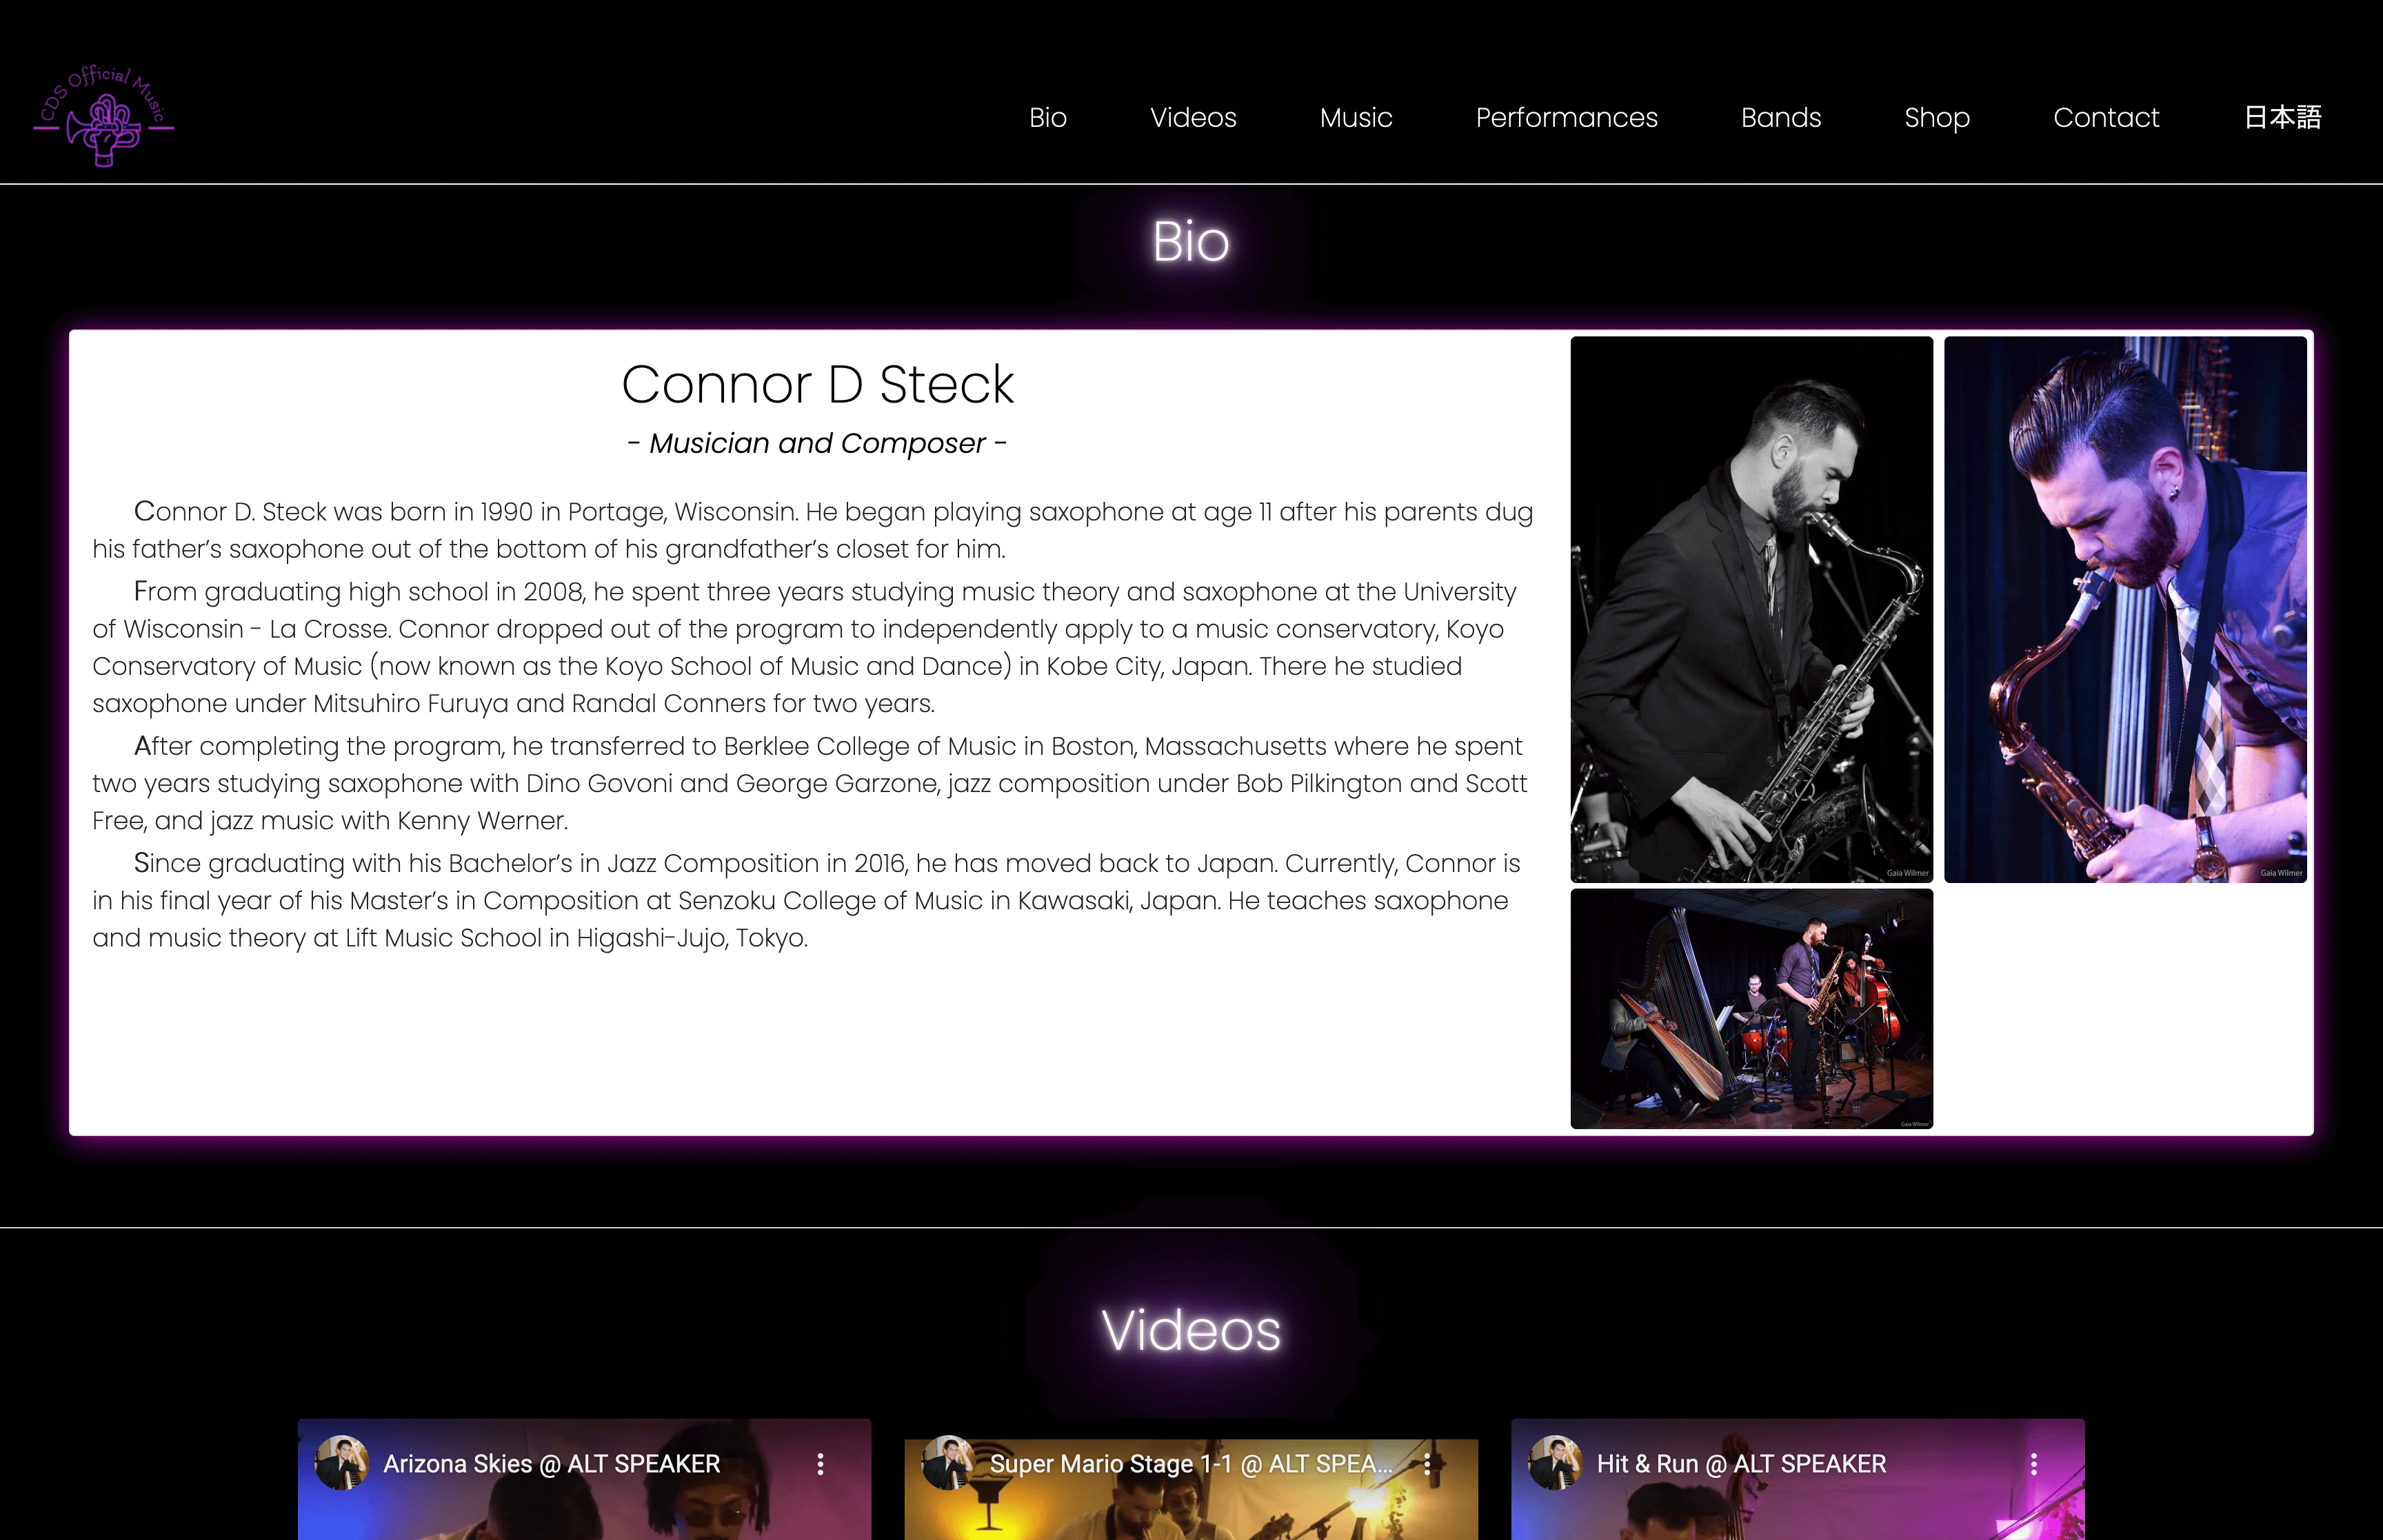 CDS Official Music
Bio
Videos
Music
Performances
Bands
Shop
Contact
日本語
Bio
Connor D Steck
- Musician and Composer -
Connor D. Steck was born in 1990 in Portage, Wisconsin. He began playing saxophone at age 11 after his parents dug
his father’s saxophone out of the bottom of his grandfather’s closet for him.
From graduating high school in 2008, he spent three years studying music theory and saxophone at the University
of Wisconsin - La Crosse. Connor dropped out of the program to independently apply to a music conservatory, Koyo
Conservatory of Music (now known as the Koyo School of Music and Dance) in Kobe City, Japan. There he studied
saxophone under Mitsuhiro Furuya and Randal Conners for two years.
After completing the program, he transferred to Berklee College of Music in Boston, Massachusetts where he spent
two years studying saxophone with Dino Govoni and George Garzone, jazz composition under Bob Pilkington and Scott
Free, and jazz music with Kenny Werner.
Since graduating with his Bachelor’s in Jazz Composition in 2016, he has moved back to Japan. Currently, Connor is
in his final year of his Master’s in Composition at Senzoku College of Music in Kawasaki, Japan. He teaches saxophone
and music theory at Lift Music School in Higashi-Jujo, Tokyo.
Gaia Wilmer
Gaia Wilmer
Gaia Wilmer
Videos
Arizona Skies @ ALT SPEAKER
Super Mario Stage 1-1 @ ALT SPEA...
Hit & Run @ ALT SPEAKER